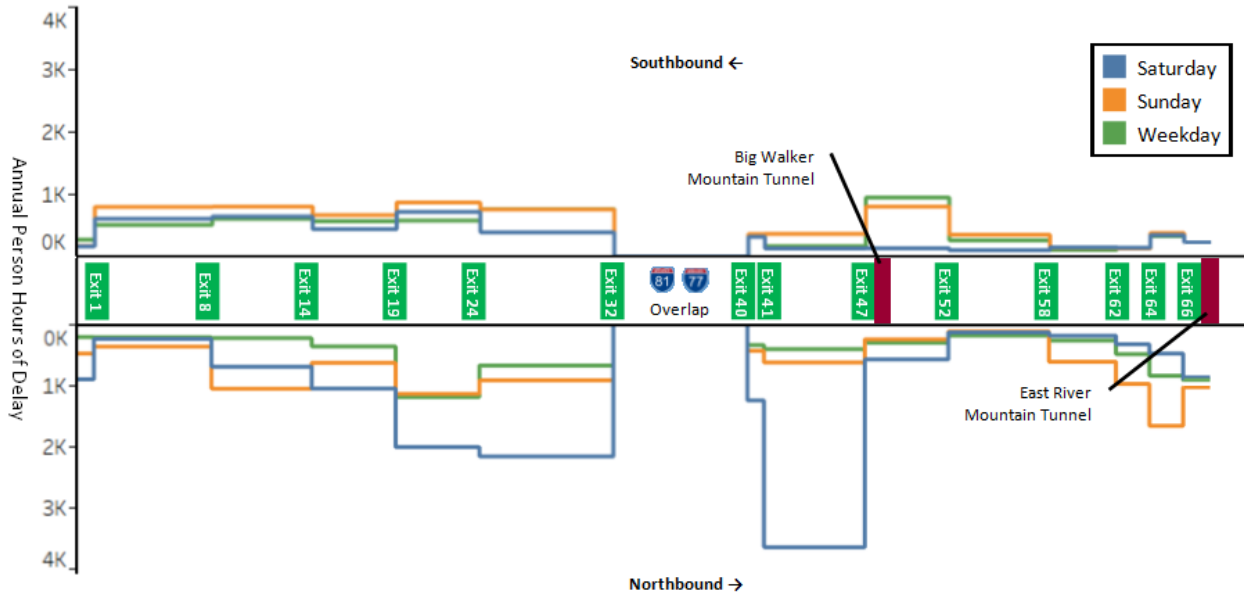 4K
3K
2K
1K
0K
Annual Person Hours of Delay
Southbound ←
Saturday
Sunday
Weekday
Big Walker
Mountain Tunnel
Exit 1
Exit 8
Exit 14
Exit 19
Exit 24
Exit 32
81
77
Overlap
Exit 40
Exit 41
Exit 47
Exit 52
Exit 58
Exit 62
Exit 64
Exit 66
0K
1K
2K
3K
4K
East River
Mountain Tunnel
Northbound →